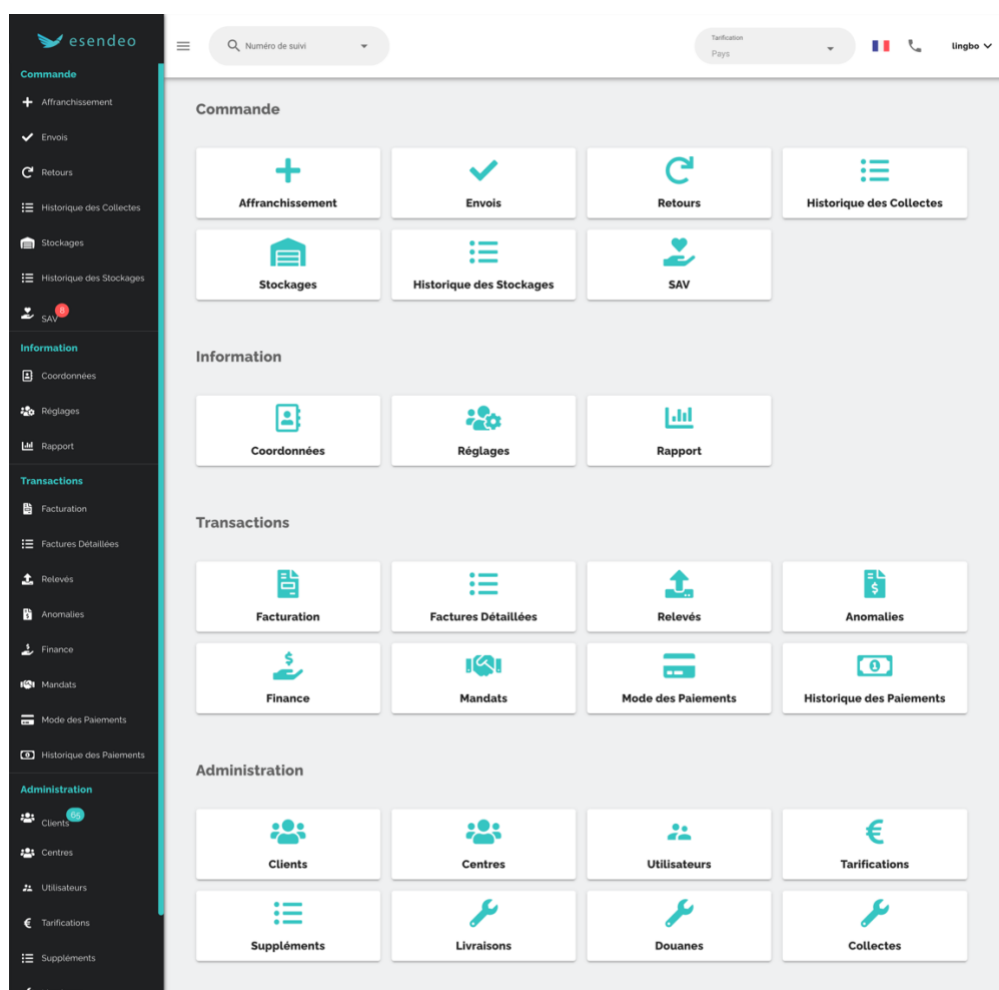 esendeo
Commande
Affranchissement
Envois
Retours
Historique des Collectes
Stockages
Historique des Stockages
SAV 8
Information
Coordonnées
Réglages
Rapport
Transactions
Facturation
Factures Détaillées
Relevés
Anomalies
Finance
Mandats
Mode des Paiements
Historique des Paiements
Administration
Clients 65
Centres
Utilisateurs
Tarifications
Suppléments
Numéro de suivi
Tarification
Pays
lingbo
Commande
Affranchissement
Envois
Retours
Historique des Collectes
Stockages
Historique des Stockages
SAV
Information
Coordonnées
Réglages
Rapport
Transactions
Facturation
Factures Détaillées
Relevés
Anomalies
Finance
Mandats
Mode des Paiements
Historique des Paiements
Administration
Clients
Centres
Utilisateurs
Tarifications
Suppléments
Livraisons
Douanes
Collectes